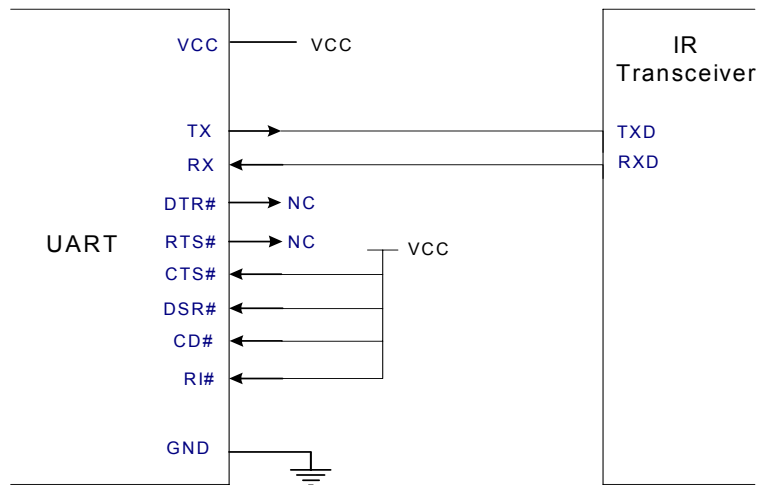 VCC
VCC
IR
Transceiver
TX
TXD
RX
RXD
DTR#
NC
UART
RTS#
NC
VCC
CTS#
DSR#
CD#
RI#
GND